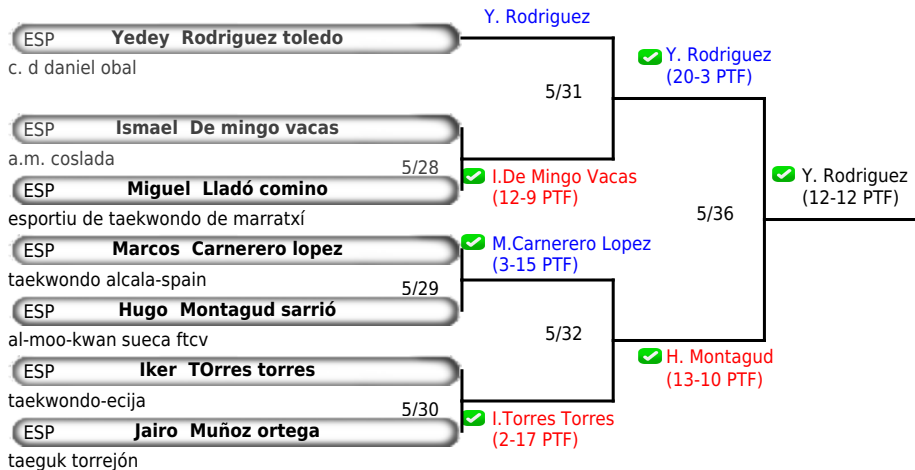 Y. Rodriguez
ESP Yedey Rodriguez toledo
c. d daniel obal
Y. Rodriguez
(20-3 PTF)
5/31
ESP Ismael De mingo vacas
a.m. coslada
5/28
ESP Miguel Lladó comino
I.De Mingo Vacas
(12-9 PTF)
esportiu de taekwondo de marratxí
Y. Rodriguez
(12-12 PTF)
5/36
ESP Marcos Carnerero lopez
M.Carnerero Lopez
(3-15 PTF)
taekwondo alcala-spain
5/29
ESP Hugo Montagud sarrió
al-moo-kwan sueca ftcv
5/32
H. Montagud
(13-10 PTF)
ESP Iker TOrres torres
taekwondo-ecija
5/30
I.Torres Torres
(2-17 PTF)
ESP Jairo Muñoz ortega
taeguk torrejón